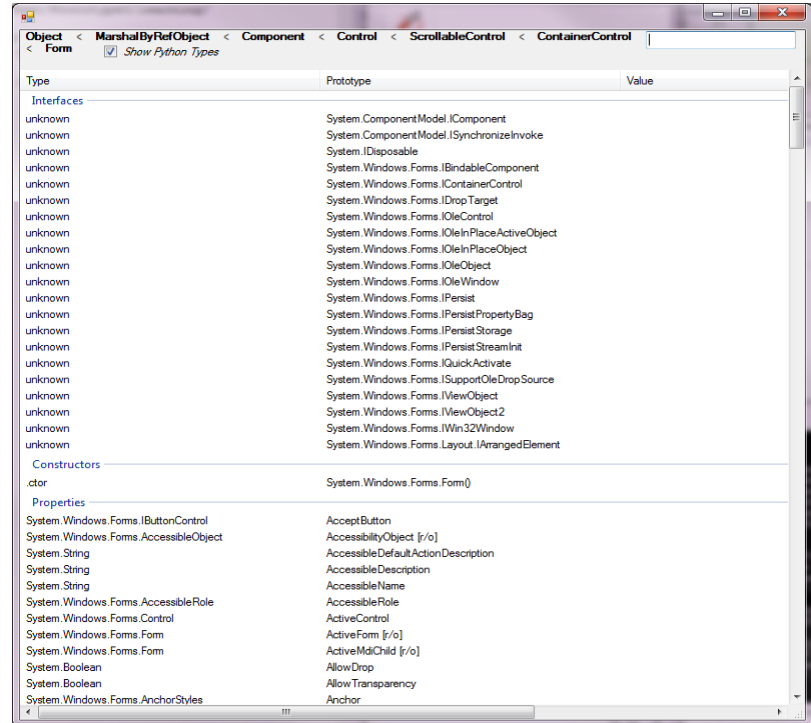 Object < MarshalByRefObject < Component < Control < ScrollableControl < ContainerControl
< Form Show Python Types
Type Prototype Value
Interfaces
unknown System.ComponentModel.IComponent
unknown System.ComponentModel.ISynchronizeInvoke
unknown System.IDisposable
unknown System.Windows.Forms.IBindableComponent
unknown System.Windows.Forms.IContainerControl
unknown System.Windows.Forms.IDropTarget
unknown System.Windows.Forms.IOleControl
unknown System.Windows.Forms.IOleInPlaceActiveObject
unknown System.Windows.Forms.IOleInPlaceObject
unknown System.Windows.Forms.IOleObject
unknown System.Windows.Forms.IOleWindow
unknown System.Windows.Forms.IPersist
unknown System.Windows.Forms.IPersistPropertyBag
unknown System.Windows.Forms.IPersistStorage
unknown System.Windows.Forms.IPersistStreamInit
unknown System.Windows.Forms.IQuickActivate
unknown System.Windows.Forms.ISupportOleDropSource
unknown System.Windows.Forms.IViewObject
unknown System.Windows.Forms.IViewObject2
unknown System.Windows.Forms.IWin32Window
unknown System.Windows.Forms.Layout.IArrangedElement
Constructors
.ctor System.Windows.Forms.Form()
Properties
System.Windows.Forms.IButtonControl AcceptButton
System.Windows.Forms.AccessibleObject AccessibilityObject [r/o]
System.String AccessibleDefaultActionDescription
System.String AccessibleDescription
System.String AccessibleName
System.Windows.Forms.AccessibleRole AccessibleRole
System.Windows.Forms.Control ActiveControl
System.Windows.Forms.Form ActiveForm [r/o]
System.Windows.Forms.Form ActiveMdiChild [r/o]
System.Boolean AllowDrop
System.Boolean AllowTransparency
System.Windows.Forms.AnchorStyles Anchor